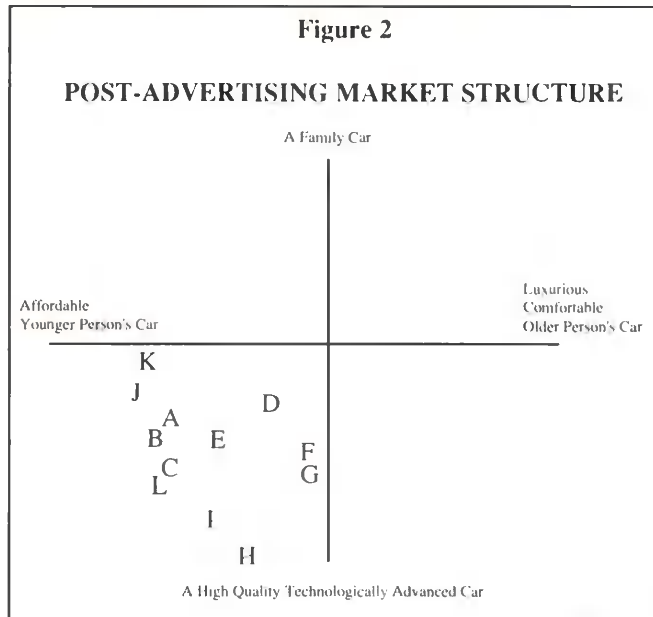 Figure 2
POST-ADVERTISING MARKET STRUCTURE
A Family Car
Luxurious
Affordable Comfortable
Younger Person's Car Older Person's Car
K
J
D
A
B E
F
C G
L
I
H
A High Quality Technologically Advanced Car